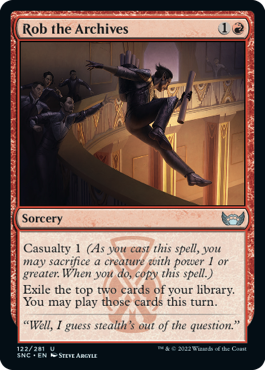 Rob the Archives
1
Sorcery
Casualty 1 (As you cast this spell, you
may sacrifice a creature with power 1 or
greater. When you do, copy this spell.)
Exile the top two cards of your library.
You may play those cards this turn.
“Well, I guess stealth’s out of the question.”
122/281 U
SNC • EN Steve Argyle
™ & © 2022 Wizards of the Coast